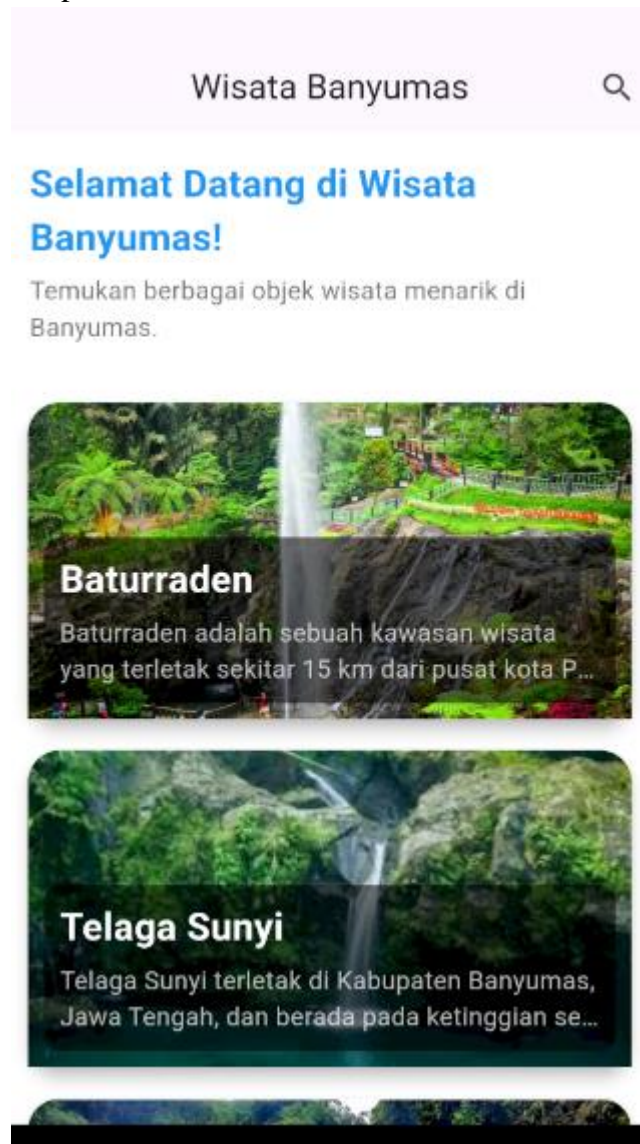 Wisata Banyumas
Selamat Datang di Wisata
Banyumas!
Temukan berbagai objek wisata menarik di
Banyumas.
Baturraden
Baturraden adalah sebuah kawasan wisata
yang terletak sekitar 15 km dari pusat kota P...
Telaga Sunyi
Telaga Sunyi terletak di Kabupaten Banyumas,
Jawa Tengah, dan berada pada ketinggian se...